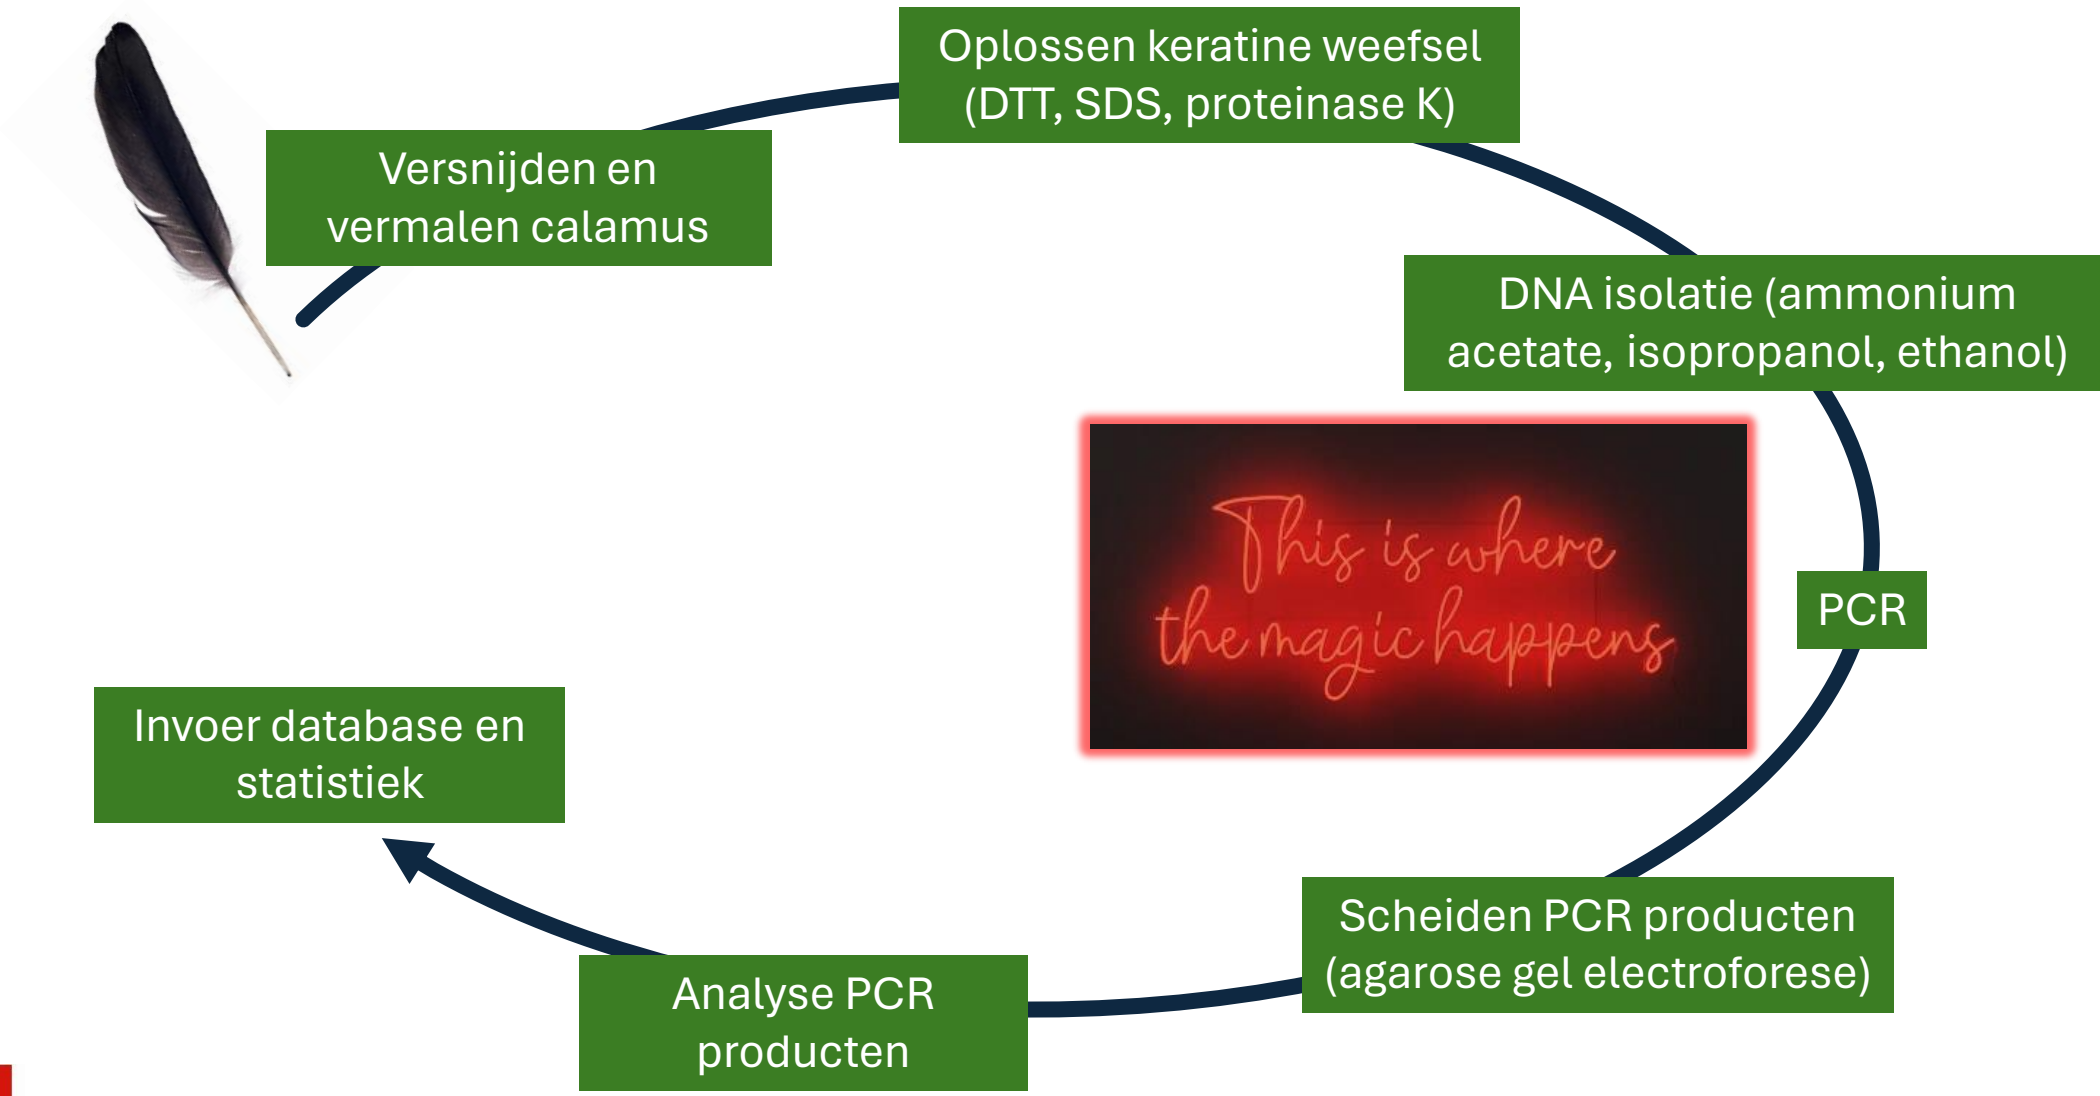 Oplossen keratine weefsel
(DTT, SDS, proteinase K)
Versnijden en
vermalen calamus
DNA isolatie (ammonium
acetate, isopropanol, ethanol)
This is where
the magic happens
PCR
Invoer database en
statistiek
Scheiden PCR producten
(agarose gel electroforese)
Analyse PCR
producten